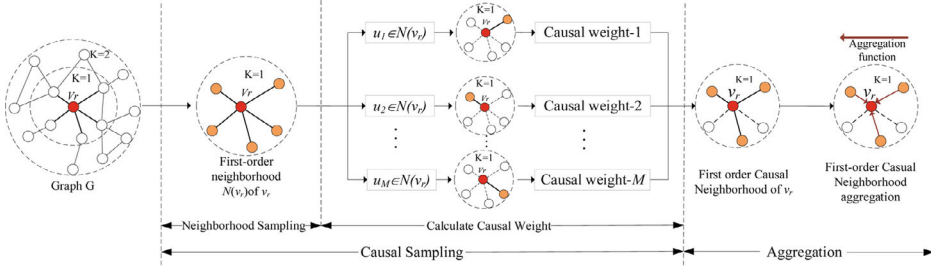 K=2
K=1
Vr
Graph G
K=1
Vr
First-order
neighborhood
N(vr)of vr
u1∈N(vr)
K=1
Vr
Causal weight-1
u2∈N(vr)
K=1
Vr
Causal weight-2
uM∈N(vr)
K=1
Vr
Causal weight-M
K=1
vr
First order Causal
Neighborhood of vr
Aggregation
function
K=1
vr
First-order Casual
Neighborhood
aggregation
Neighborhood Sampling
Calculate Causal Weight
Causal Sampling
Aggregation